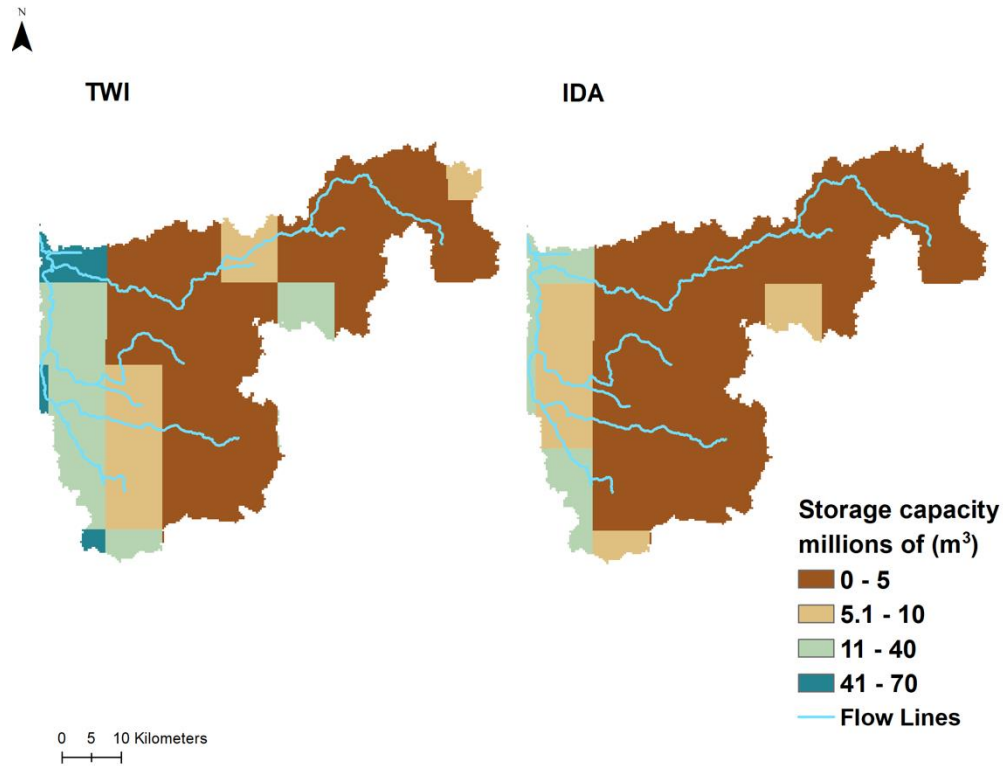 N
TWI
IDA
Storage capacity
millions of (m³)
0 - 5
5.1 - 10
11 - 40
41 - 70
Flow Lines
0 5 10 Kilometers